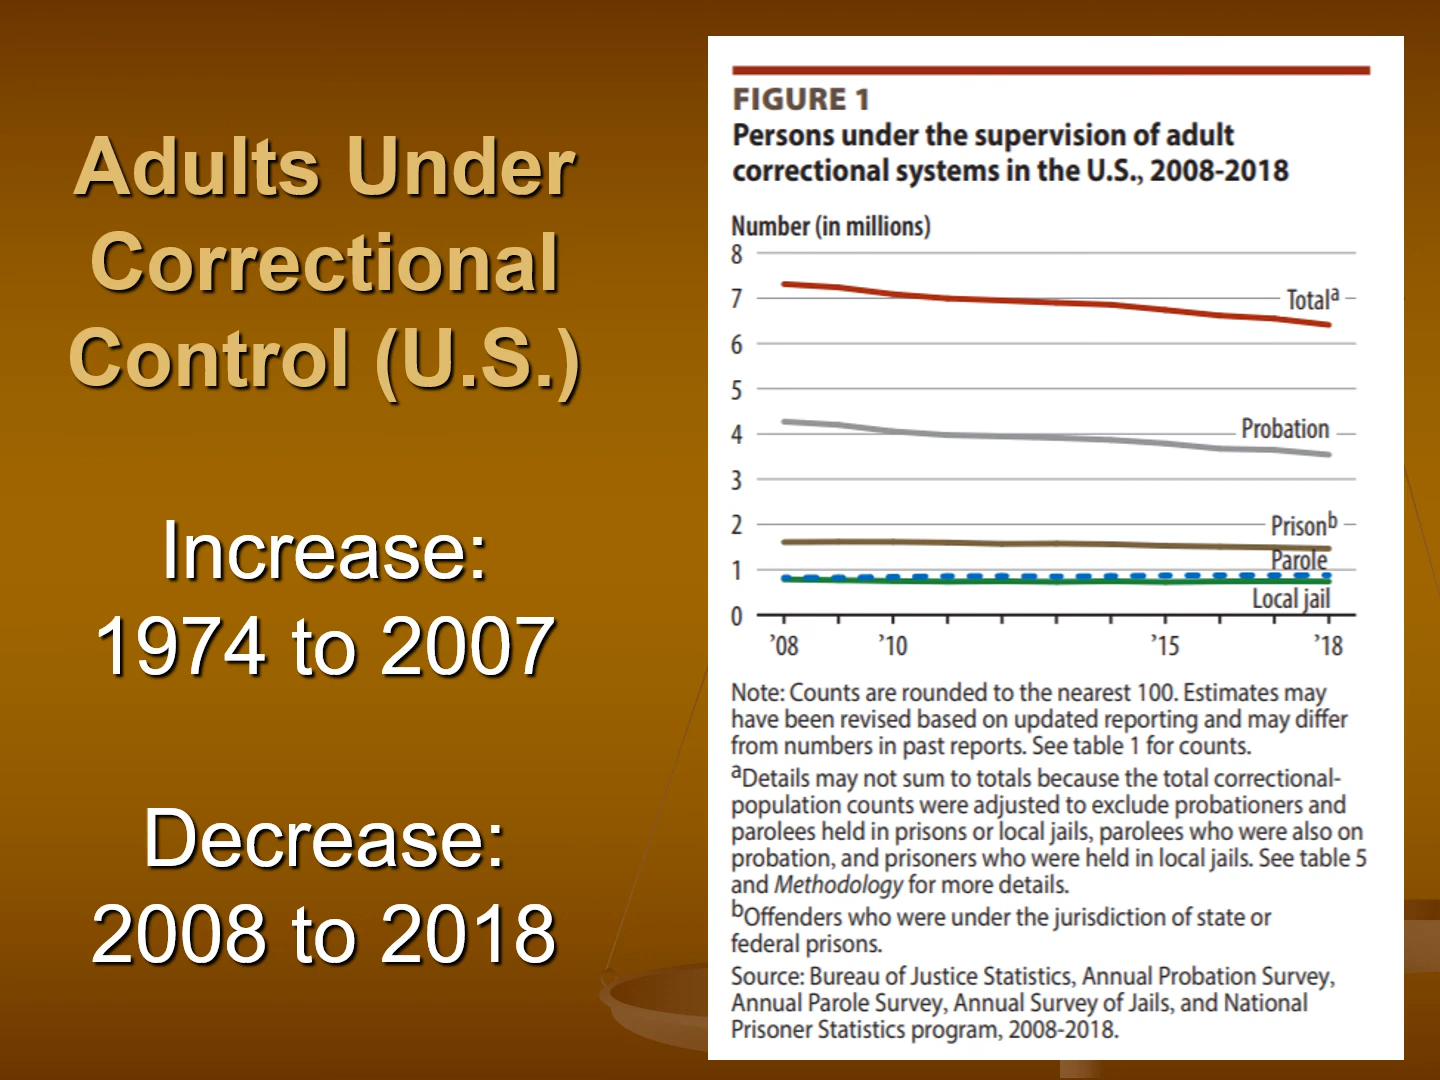 Adults Under
Correctional
Control (U.S.)
Increase:
1974 to 2007
Decrease:
2008 to 2018
FIGURE 1
Persons under the supervision of adult
correctional systems in the U.S., 2008-2018
Number (in millions)
8
7
6
5
4
3
2
1
0
Totalª
Probation
Prisonᵇ
Parole
Local jail
’08
’10
’15
’18
Note: Counts are rounded to the nearest 100. Estimates may
have been revised based on updated reporting and may differ
from numbers in past reports. See table 1 for counts.
ªDetails may not sum to totals because the total correctional-
population counts were adjusted to exclude probationers and
parolees held in prisons or local jails, parolees who were also on
probation, and prisoners who were held in local jails. See table 5
and Methodology for more details.
ᵇOffenders who were under the jurisdiction of state or
federal prisons.
Source: Bureau of Justice Statistics, Annual Probation Survey,
Annual Parole Survey, Annual Survey of Jails, and National
Prisoner Statistics program, 2008-2018.